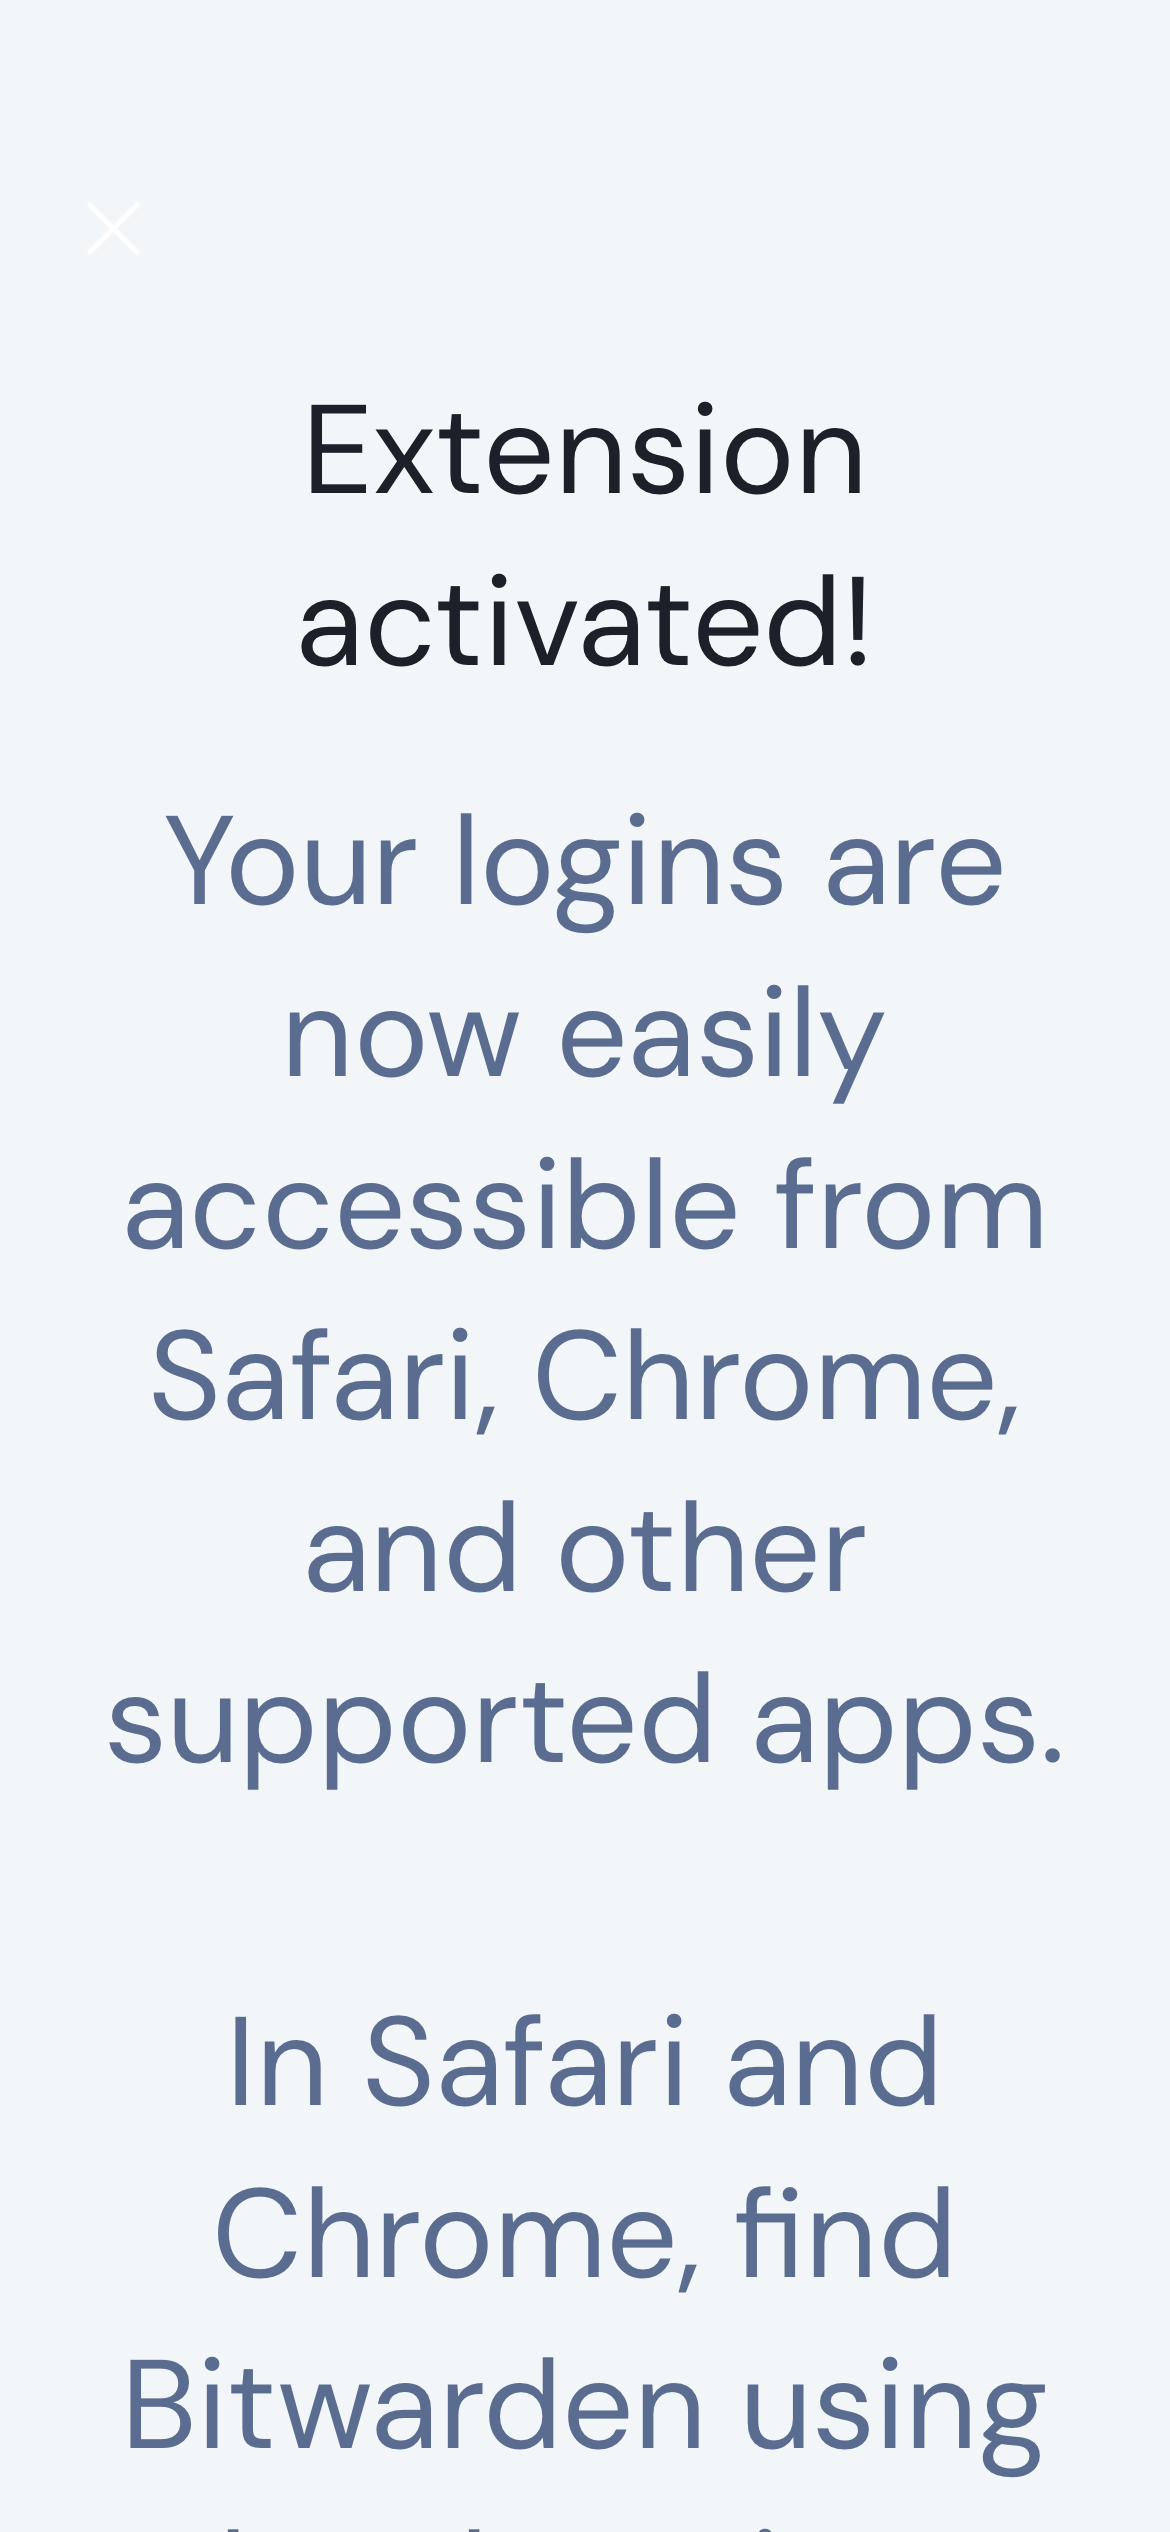 Extension
activated!
Your logins are
now easily
accessible from
Safari, Chrome,
and other
supported apps.
In Safari and
Chrome, find
Bitwarden using